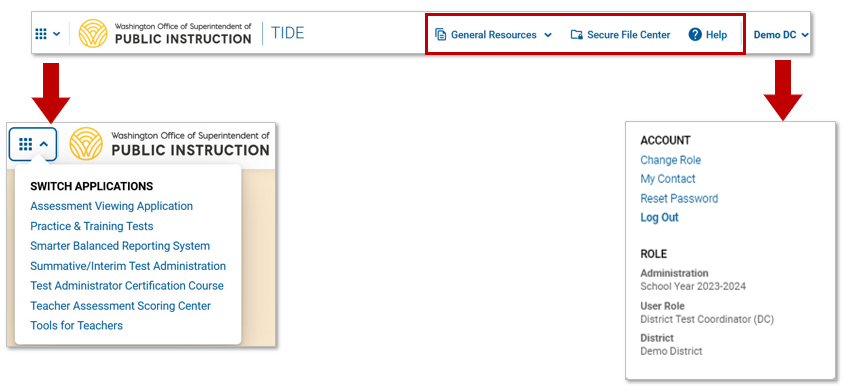 Washington Office of Superintendent of
PUBLIC INSTRUCTION
TIDE
General Resources
Secure File Center
Help
Demo DC
Washington Office of Superintendent of
PUBLIC INSTRUCTION
SWITCH APPLICATIONS
Assessment Viewing Application
Practice & Training Tests
Smarter Balanced Reporting System
Summative/Interim Test Administration
Test Administrator Certification Course
Teacher Assessment Scoring Center
Tools for Teachers
ACCOUNT
Change Role
My Contact
Reset Password
Log Out
ROLE
Administration
School Year 2023-2024
User Role
District Test Coordinator (DC)
District
Demo District